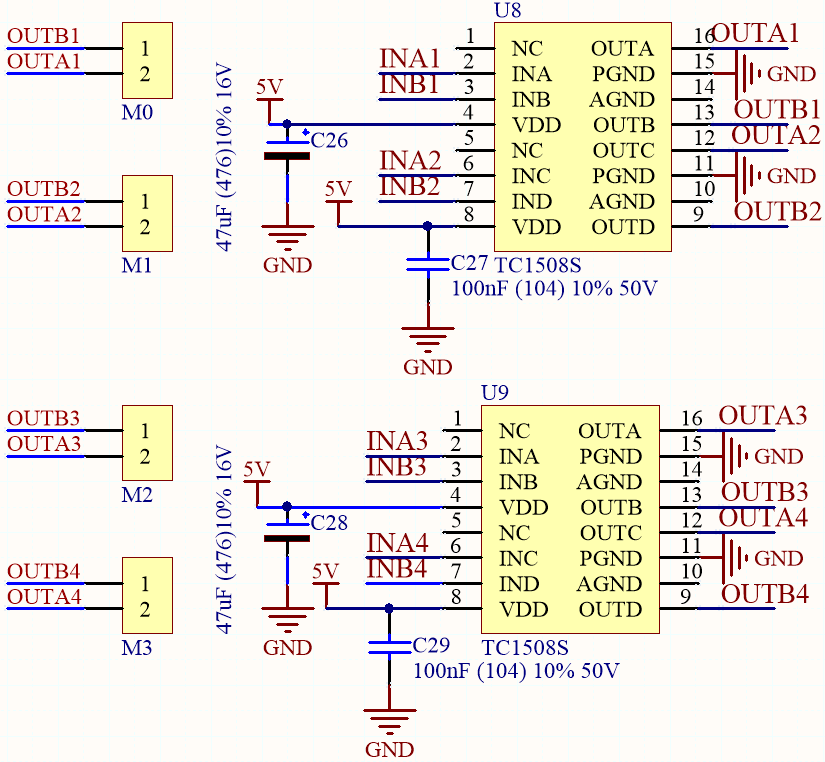 OUTB1
OUTA1
1
2
M0
OUTB2
OUTA2
1
2
M1
47uF (476)10% 16V
5V
C26
GND
5V
C27
100nF (104) 10% 50V
GND
U8
INA1
INB1
INA2
INB2
1 NC OUTA 16 OUTA1
2 INA PGND 15 GND
3 INB AGND 14
4 VDD OUTB 13 OUTB1
5 NC OUTC 12 OUTA2
6 INC PGND 11 GND
7 IND AGND 10
8 VDD OUTD 9 OUTB2
TC1508S
OUTB3
OUTA3
1
2
M2
OUTB4
OUTA4
1
2
M3
47uF (476)10% 16V
5V
C28
GND
5V
C29
100nF (104) 10% 50V
GND
U9
INA3
INB3
INA4
INB4
1 NC OUTA 16 OUTA3
2 INA PGND 15 GND
3 INB AGND 14
4 VDD OUTB 13 OUTB3
5 NC OUTC 12 OUTA4
6 INC PGND 11 GND
7 IND AGND 10
8 VDD OUTD 9 OUTB4
TC1508S